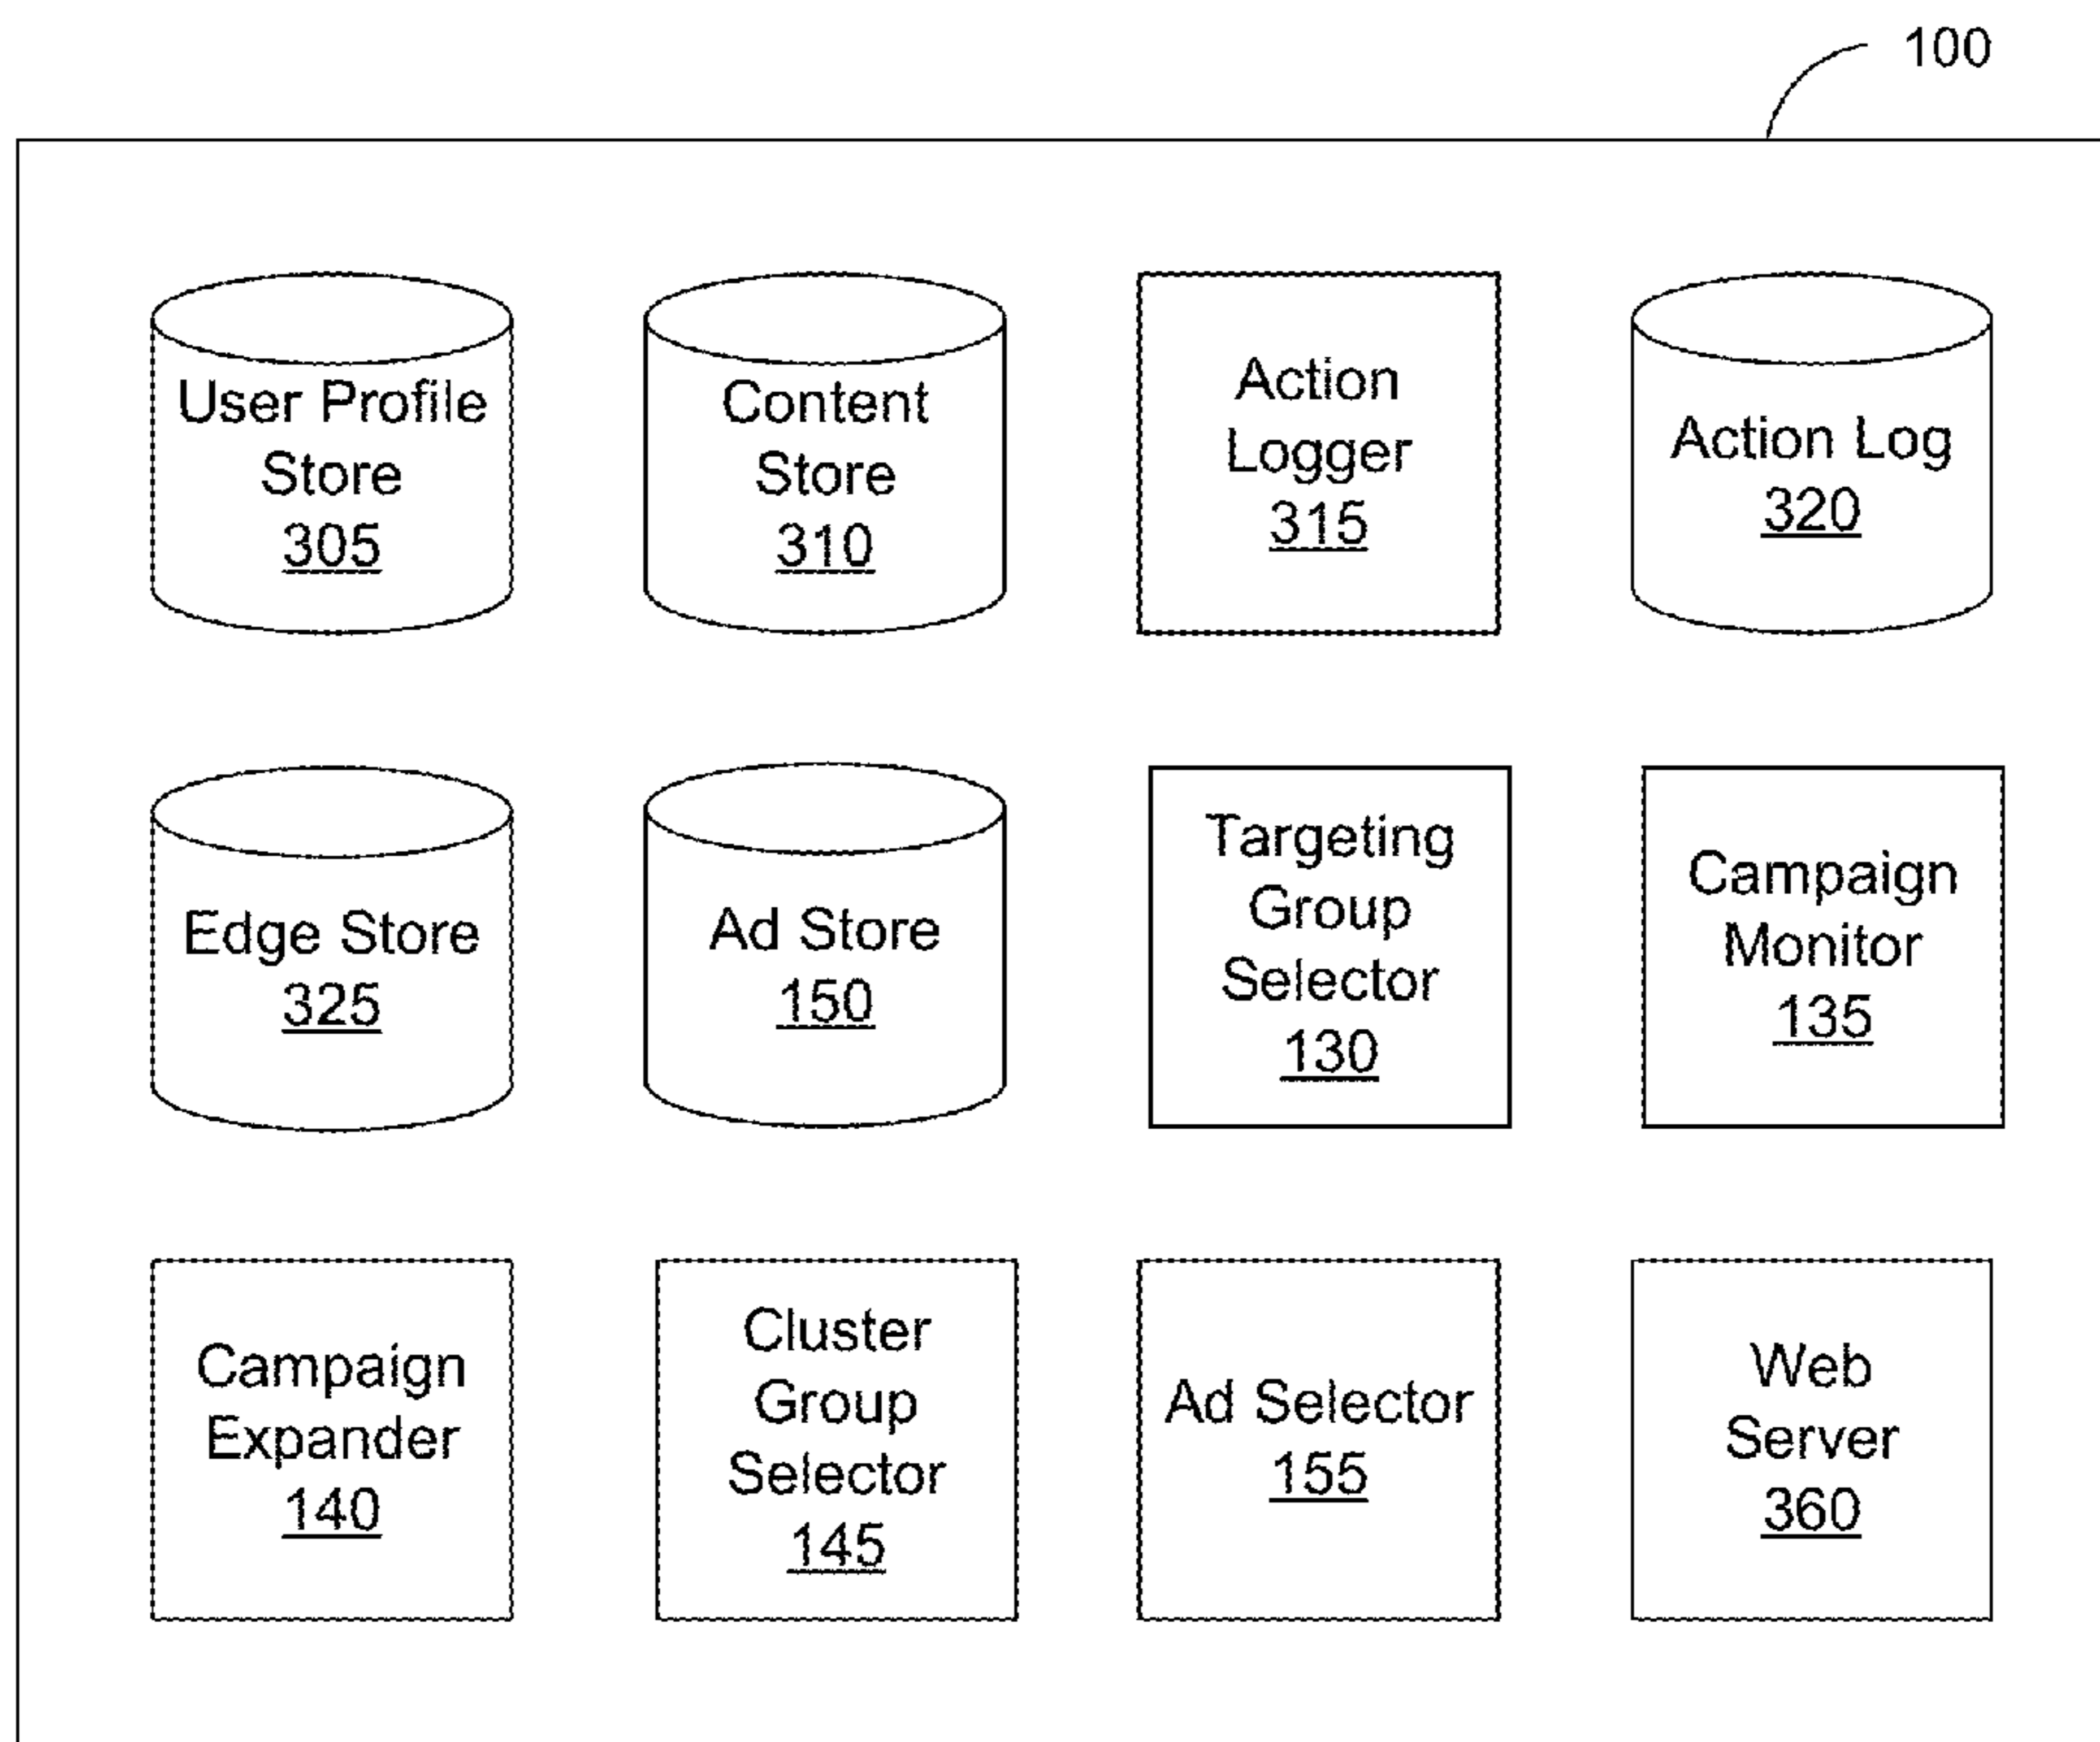 100
User Profile
Store
305
Content
Store
310
Action
Logger
315
Action Log
320
Edge Store
325
Ad Store
150
Targeting
Group
Selector
130
Campaign
Monitor
135
Campaign
Expander
140
Cluster
Group
Selector
145
Ad Selector
155
Web
Server
360